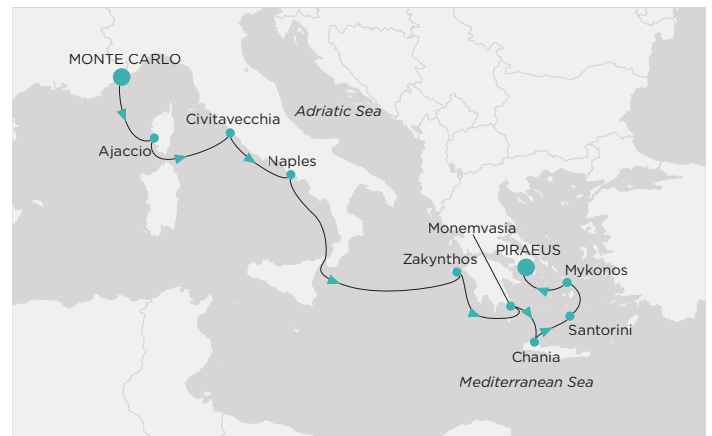 MONTE CARLO
Civitavecchia
Adriatic Sea
Ajaccio
Naples
Monemvasia
PIRAEUS
Zakynthos
Mykonos
Santorini
Chania
Mediterranean Sea